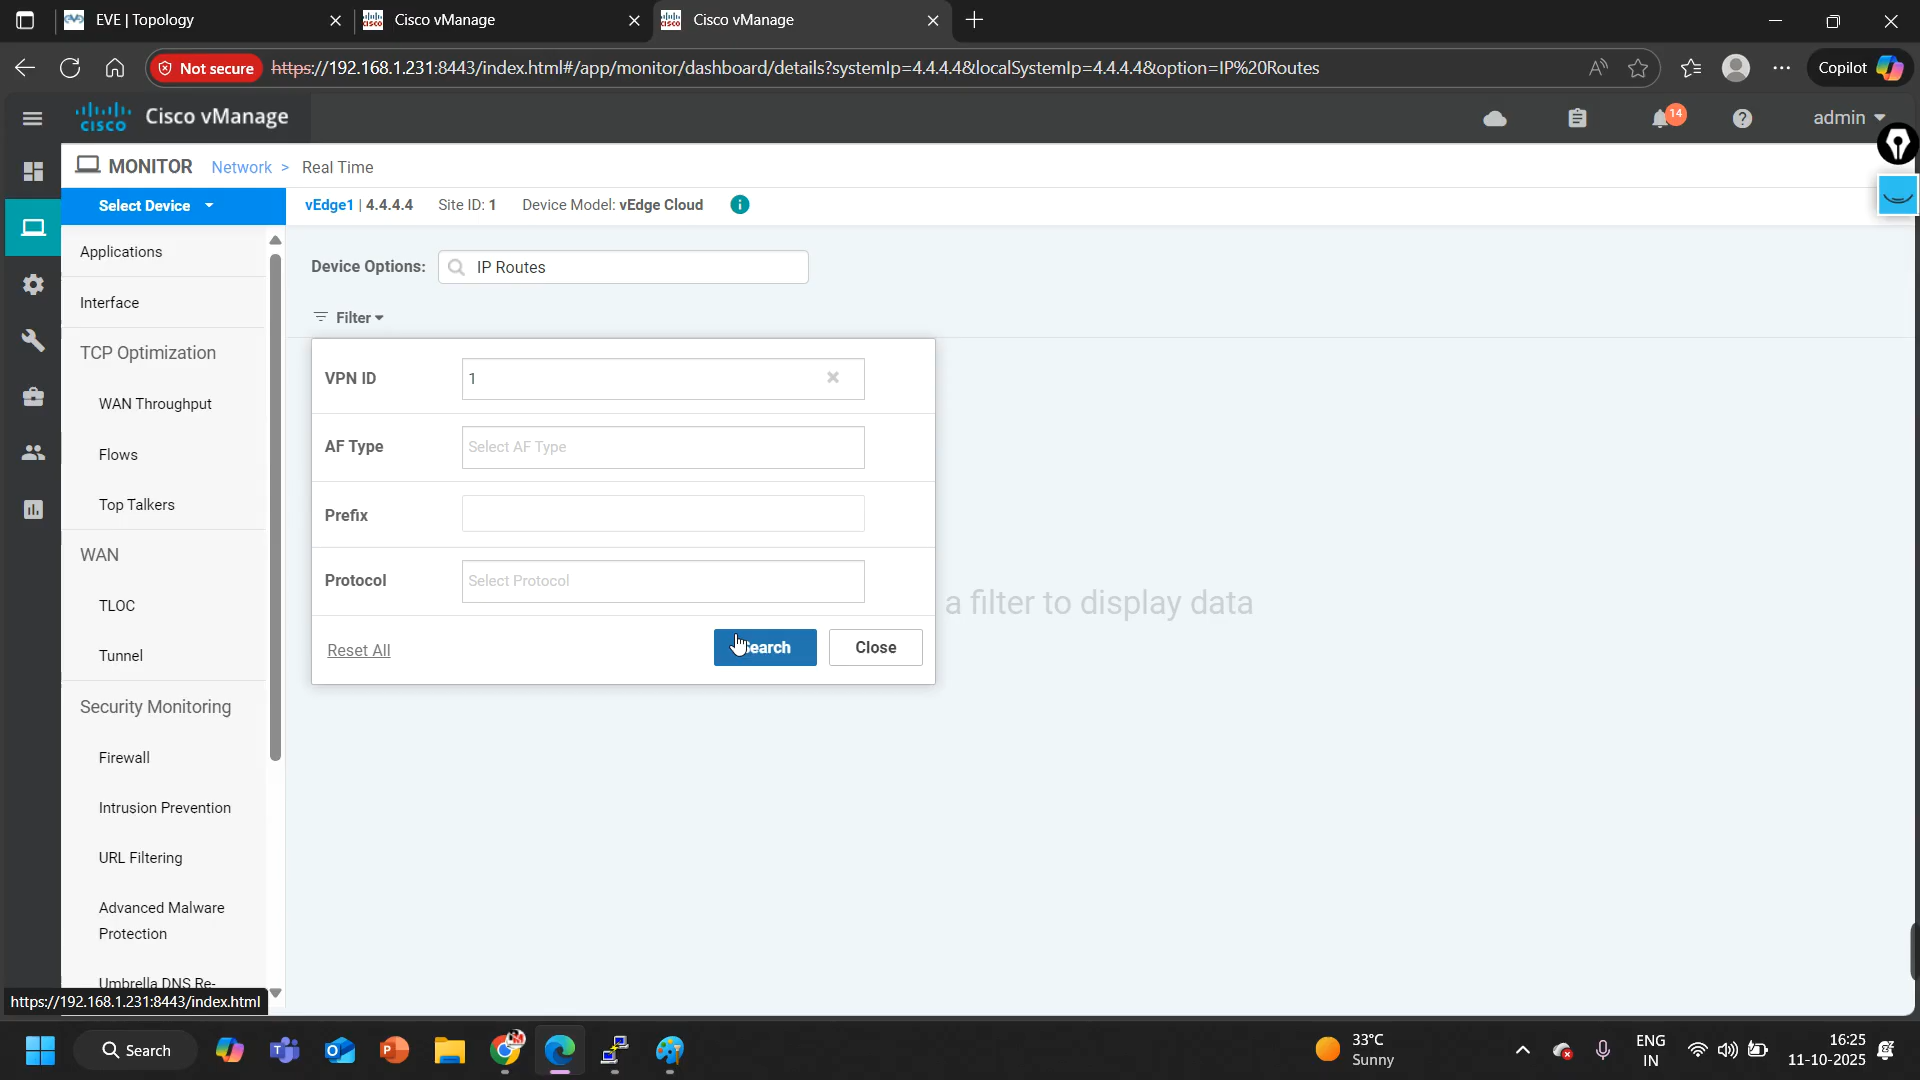 EVE | Topology
Cisco vManage
Cisco vManage
Not secure
https://192.168.1.231:8443/index.html#/app/monitor/dashboard/details?systemIp=4.4.4.4&localSystemIp=4.4.4.4&option=IP%20Routes
Copilot
cisco
Cisco vManage
14
admin
MONITOR
Network > Real Time
Select Device
vEdge1 | 4.4.4.4
Site ID: 1
Device Model: vEdge Cloud
Applications
Interface
TCP Optimization
WAN Throughput
Flows
Top Talkers
WAN
TLOC
Tunnel
Security Monitoring
Firewall
Intrusion Prevention
URL Filtering
Advanced Malware
Protection
Umbrella DNS Re-
Device Options:
IP Routes
Filter
VPN ID
1
AF Type
Select AF Type
Prefix
Protocol
Select Protocol
Reset All
Search
Close
a filter to display data
https://192.168.1.231:8443/index.html
Search
33°C
Sunny
ENG
IN
16:25
11-10-2025